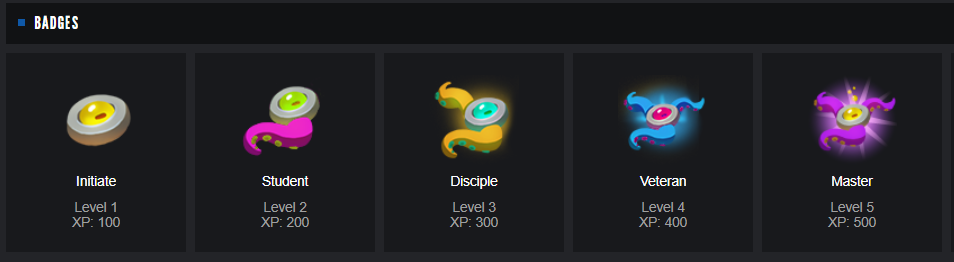 BADGES
Initiate
Level 1
XP: 100
Student
Level 2
XP: 200
Disciple
Level 3
XP: 300
Veteran
Level 4
XP: 400
Master
Level 5
XP: 500